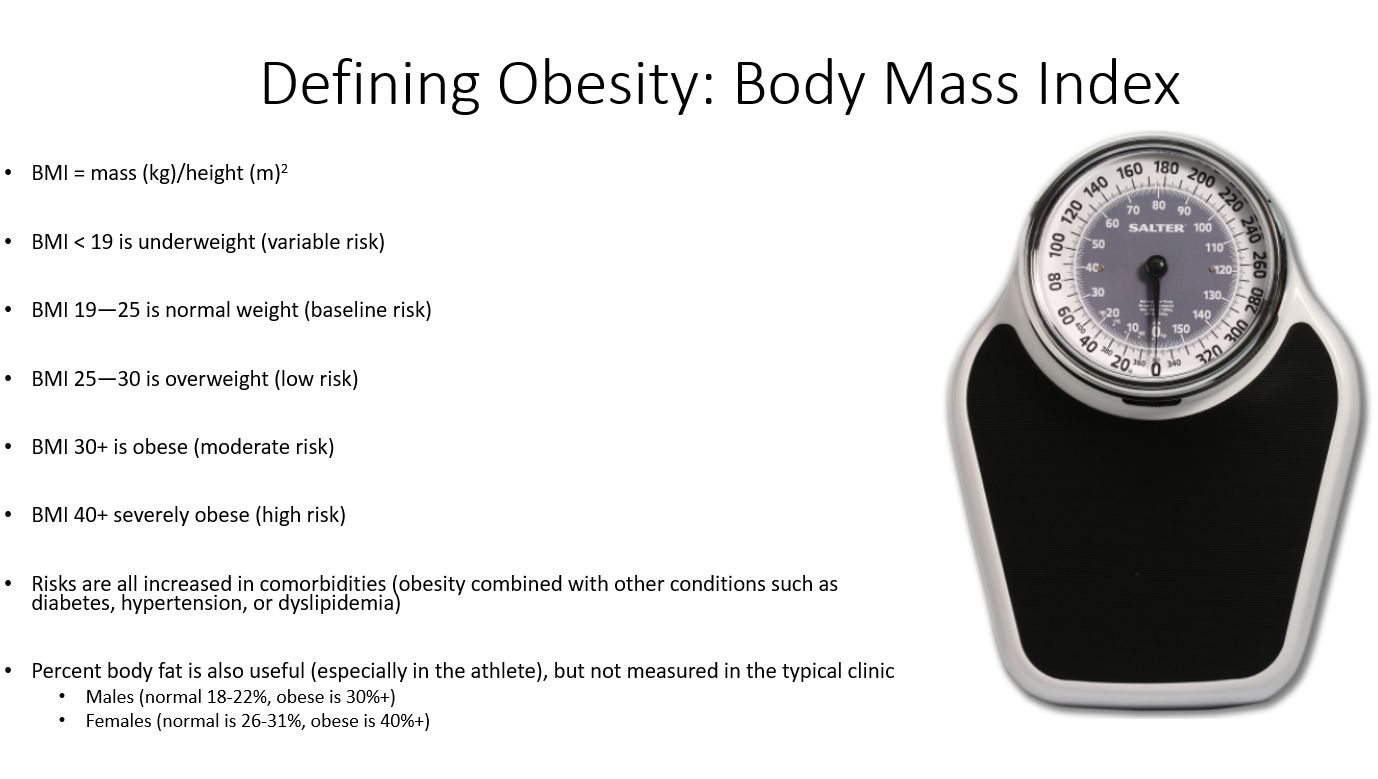 Defining Obesity: Body Mass Index
• BMI = mass (kg)/height (m)²
• BMI < 19 is underweight (variable risk)
• BMI 19—25 is normal weight (baseline risk)
• BMI 25—30 is overweight (low risk)
• BMI 30+ is obese (moderate risk)
• BMI 40+ severely obese (high risk)
• Risks are all increased in comorbidities (obesity combined with other conditions such as
diabetes, hypertension, or dyslipidemia)
• Percent body fat is also useful (especially in the athlete), but not measured in the typical clinic
• Males (normal 18-22%, obese is 30%+)
• Females (normal is 26-31%, obese is 40%+)
SALTER
0 20 40 60 80 100 120 140 160 180 200 220 240 260 280 300 320
340 360 380 400
0 10 20 30 40 50 60 70 80 90 100 110 120 130 140 150